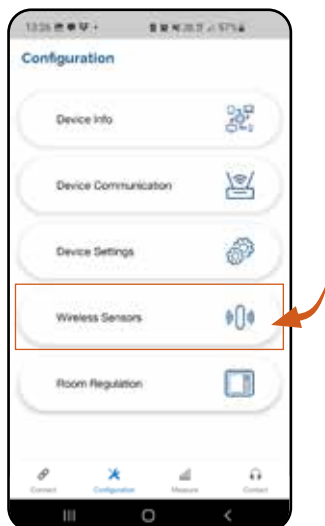 Configuration
Device Info
Device Communication
Device Settings
Wireless Sensors
Room Regulation
Connect Configuration Measure Contact